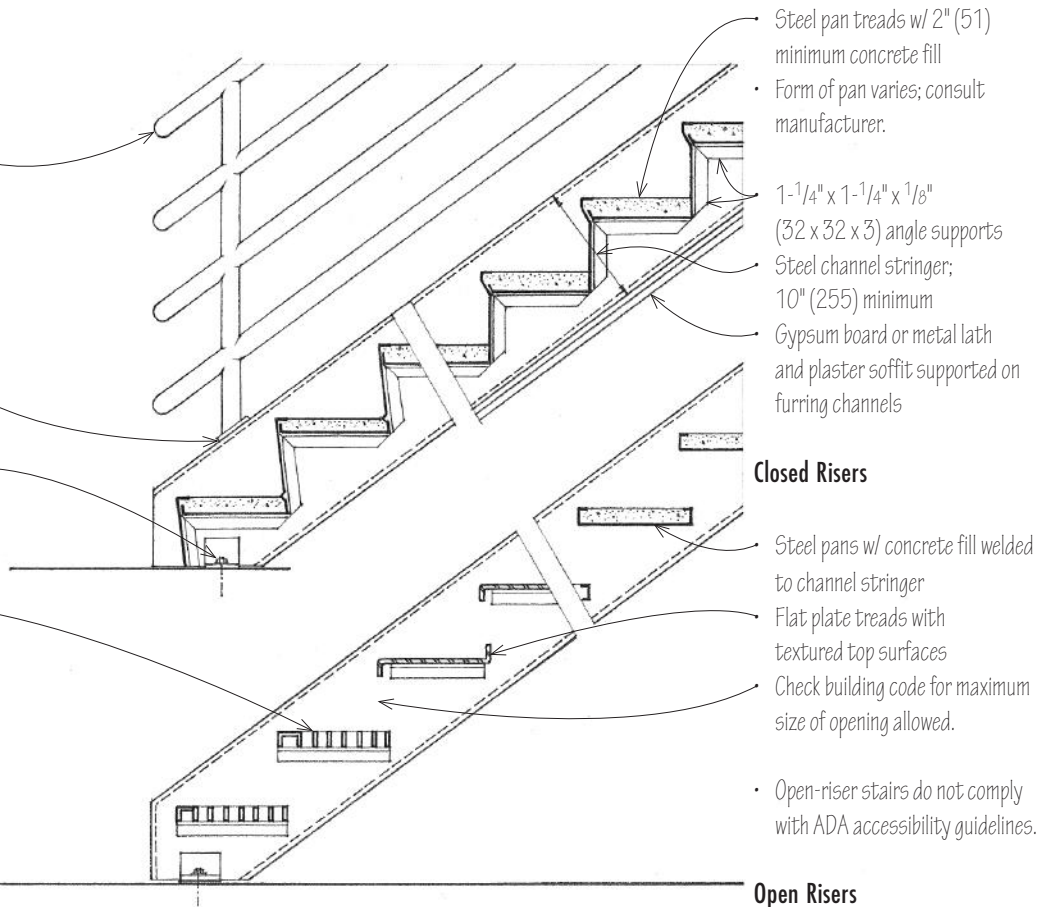 • Steel pan treads w/ 2" (51)
minimum concrete fill
• Form of pan varies; consult
manufacturer.
• 1-1/4" x 1-1/4" x 1/8"
(32 x 32 x 3) angle supports
• Steel channel stringer;
10" (255) minimum
• Gypsum board or metal lath
and plaster soffit supported on
furring channels
Closed Risers
• Steel pans w/ concrete fill welded
to channel stringer
• Flat plate treads with
textured top surfaces
• Check building code for maximum
size of opening allowed.
• Open-riser stairs do not comply
with ADA accessibility guidelines.
Open Risers